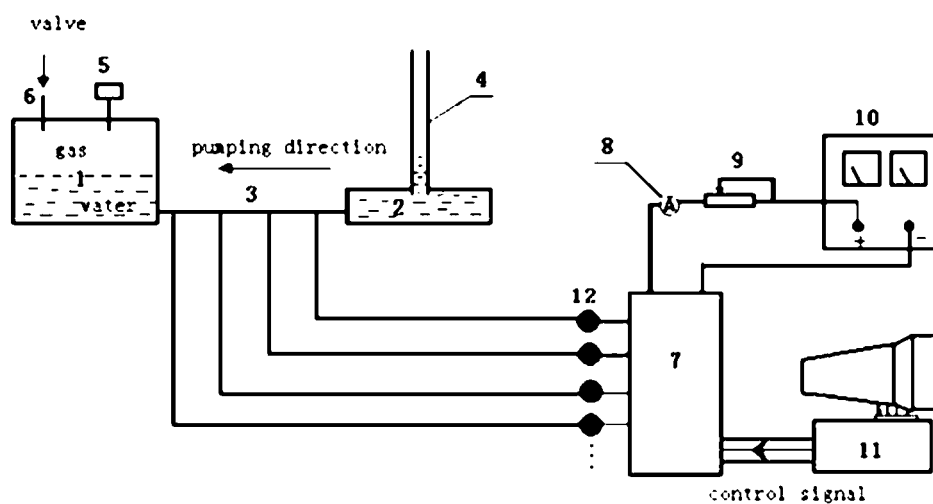 valve
5
6
4
10
gas
pumping direction
8
9
1
A
water
3
2
+
-
12
7
11
control signal